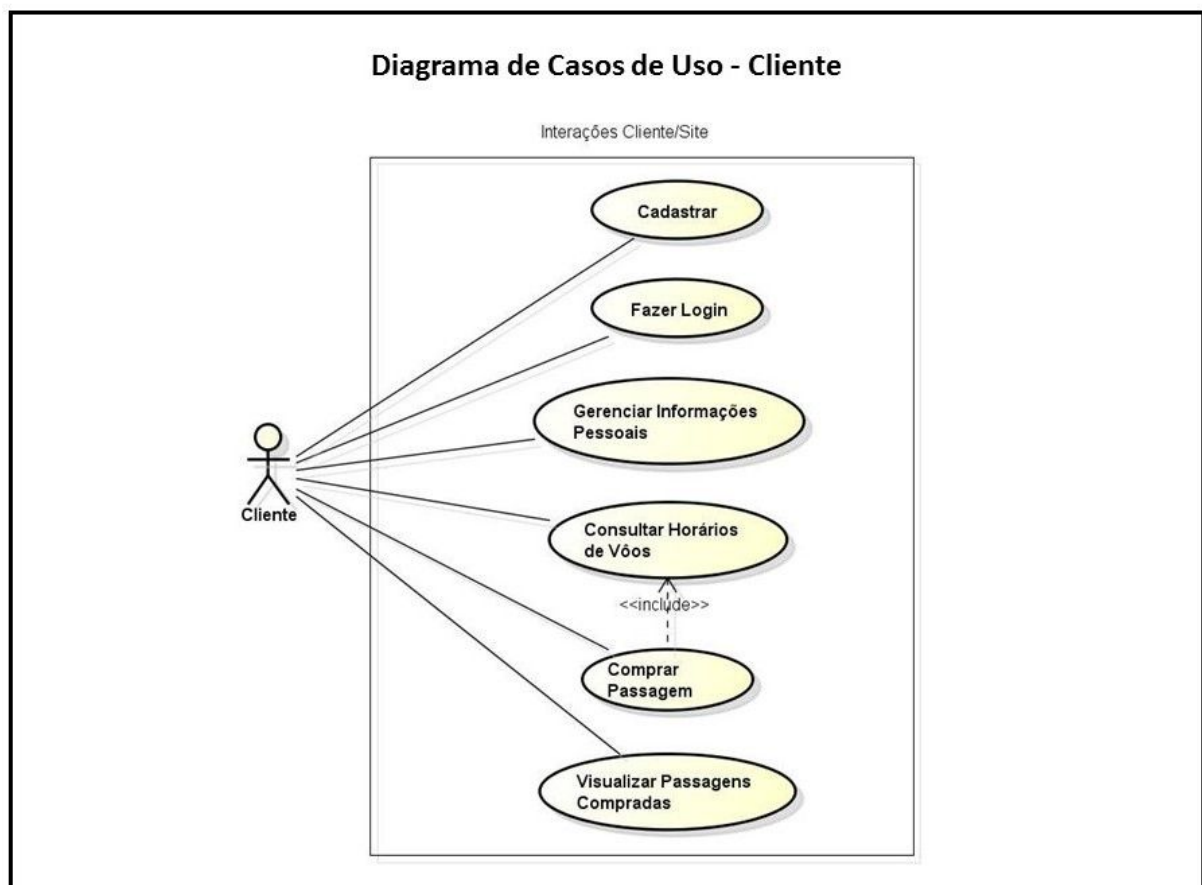 Diagrama de Casos de Uso - Cliente
Interações Cliente/Site
Cadastrar
Fazer Login
Gerenciar Informações
Pessoais
Cliente
Consultar Horários
de Vôos
<<include>>
Comprar
Passagem
Visualizar Passagens
Compradas